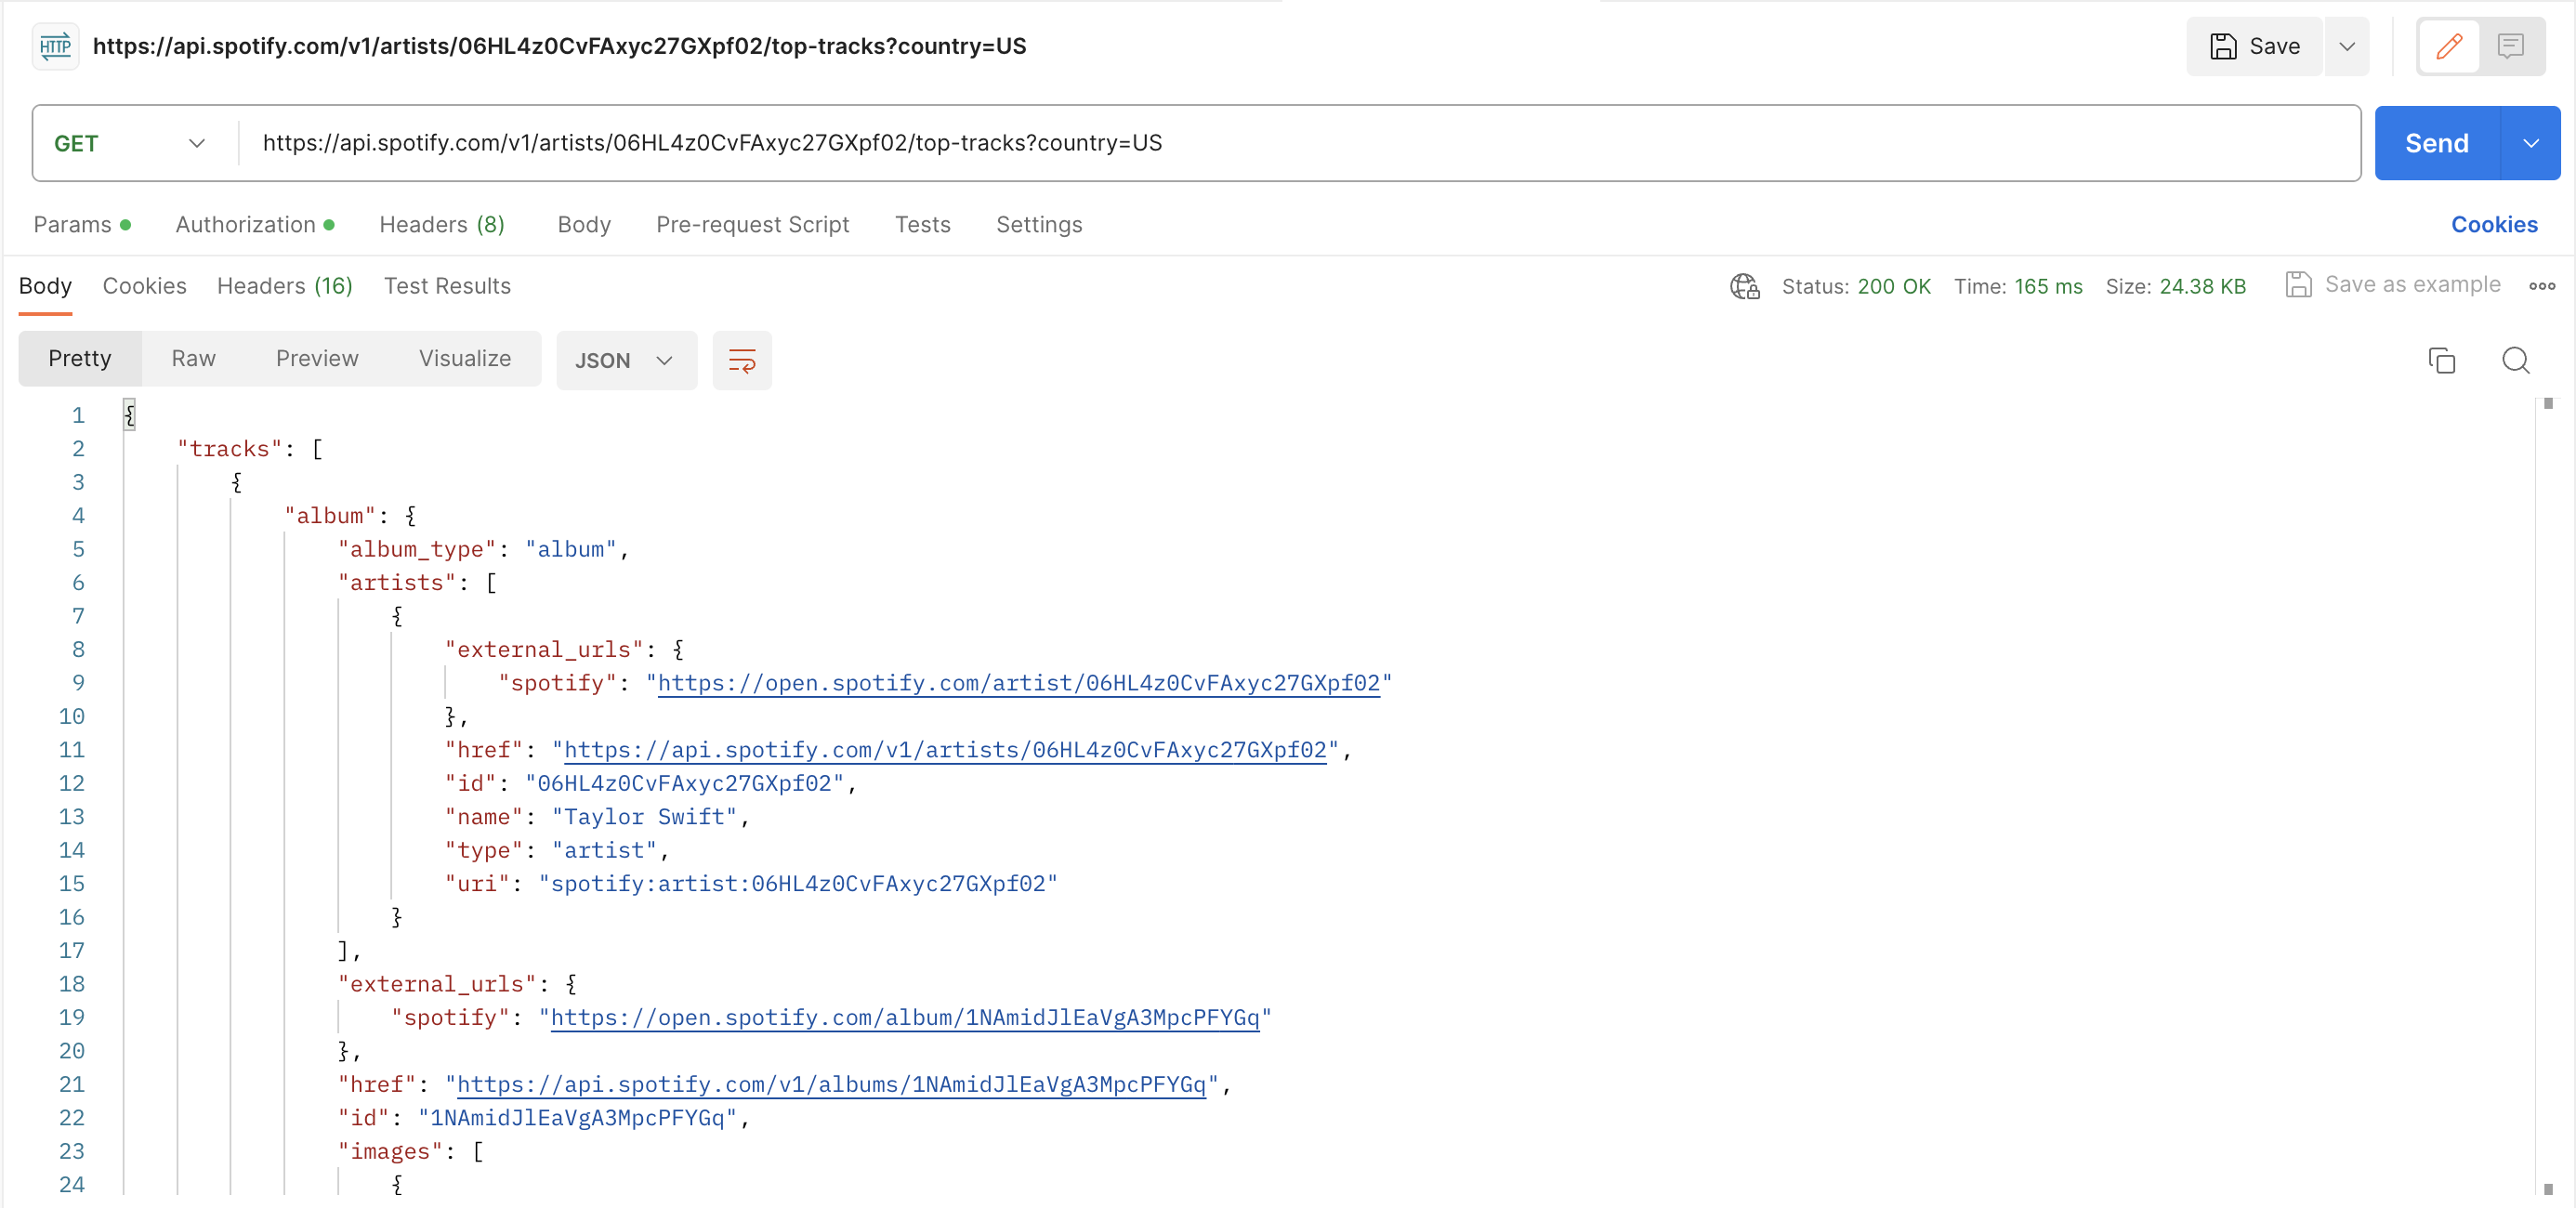 HTTP https://api.spotify.com/v1/artists/06HL4z0CvFAxyc27GXpf02/top-tracks?country=US Save
GET https://api.spotify.com/v1/artists/06HL4z0CvFAxyc27GXpf02/top-tracks?country=US Send
Params Authorization Headers (8) Body Pre-request Script Tests Settings Cookies
Body Cookies Headers (16) Test Results Status: 200 OK Time: 165 ms Size: 24.38 KB Save as example
Pretty Raw Preview Visualize JSON
1 {
2 "tracks": [
3 {
4 "album": {
5 "album_type": "album",
6 "artists": [
7 {
8 "external_urls": {
9 "spotify": "https://open.spotify.com/artist/06HL4z0CvFAxyc27GXpf02"
10 },
11 "href": "https://api.spotify.com/v1/artists/06HL4z0CvFAxyc27GXpf02",
12 "id": "06HL4z0CvFAxyc27GXpf02",
13 "name": "Taylor Swift",
14 "type": "artist",
15 "uri": "spotify:artist:06HL4z0CvFAxyc27GXpf02"
16 }
17 ],
18 "external_urls": {
19 "spotify": "https://open.spotify.com/album/1NAmidJlEaVgA3MpcPFYGq"
20 },
21 "href": "https://api.spotify.com/v1/albums/1NAmidJlEaVgA3MpcPFYGq",
22 "id": "1NAmidJlEaVgA3MpcPFYGq",
23 "images": [
24 {